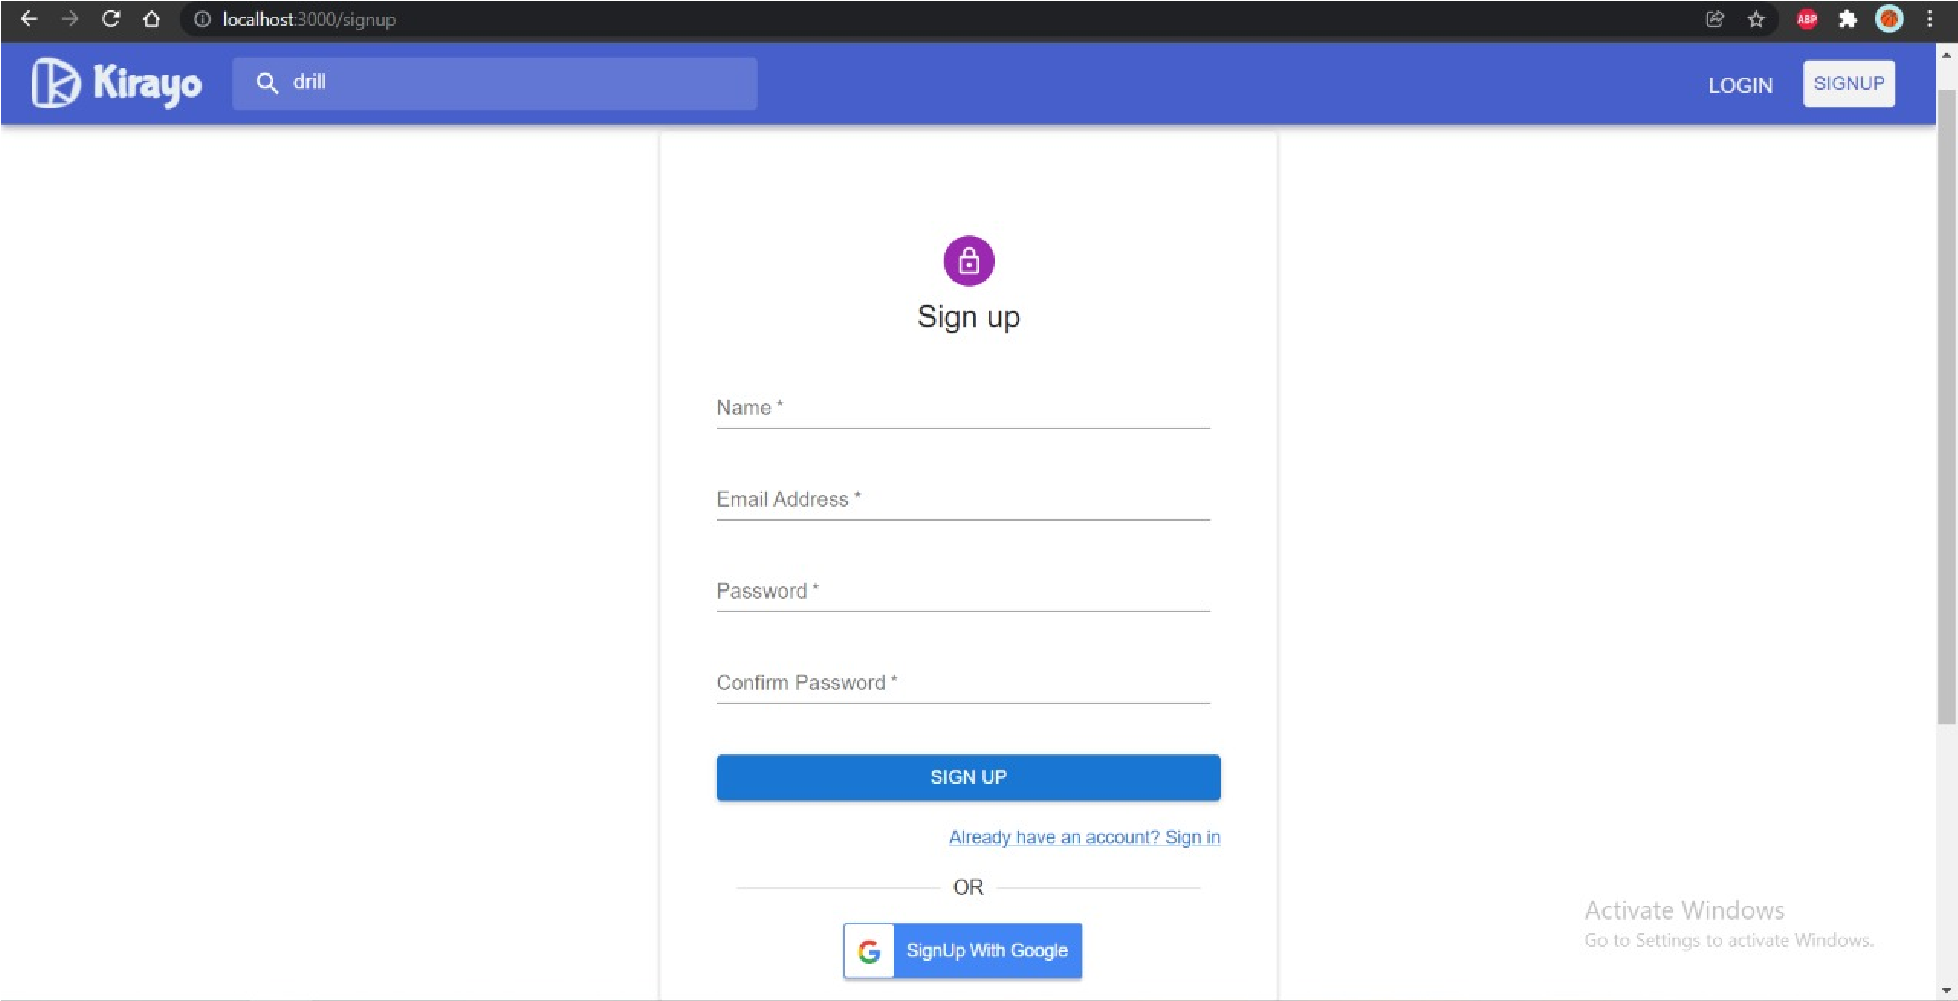 localhost:3000/signup
ABP
Kirayo
drill
LOGIN
SIGNUP
Sign up
Name *
Email Address *
Password *
Confirm Password *
SIGN UP
Already have an account? Sign in
OR
G
SignUp With Google
Activate Windows
Go to Settings to activate Windows.